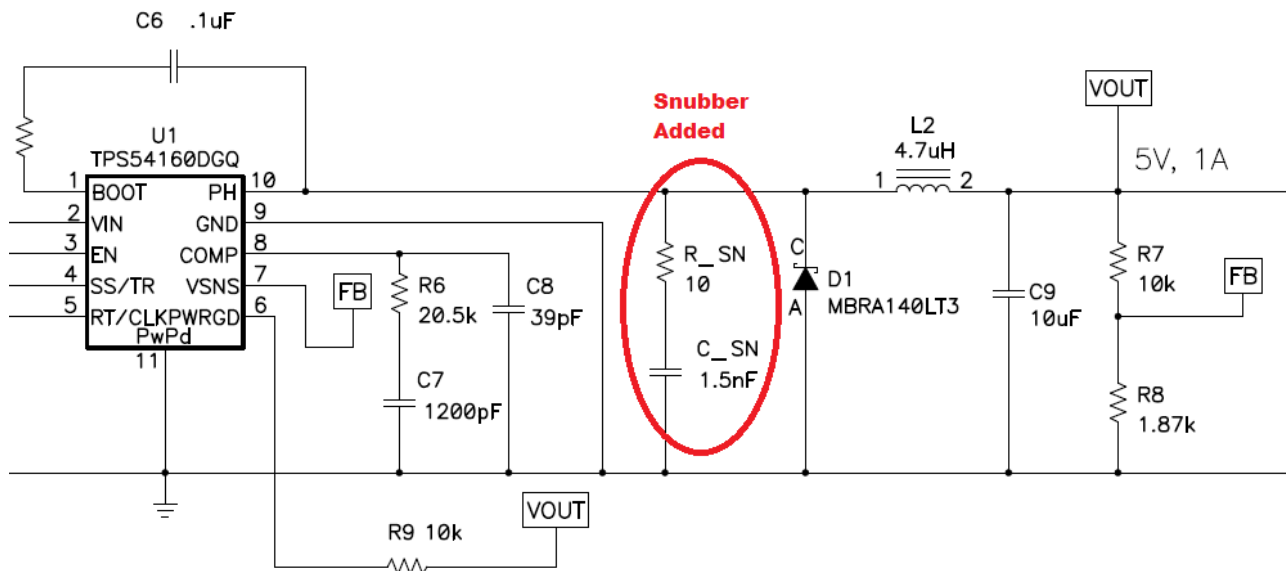 C6 .1uF
Snubber
Added
VOUT
U1
TPS54160DGQ
L2
4.7uH
5V, 1A
1 BOOT PH 10
1 2
2 VIN GND 9
3 EN COMP 8
4 SS/TR VSNS 7
5 RT/CLKPWRGD 6
PwPd
11
FB
R6
20.5k
C8
39pF
C7
1200pF
R_SN
10
C_SN
1.5nF
C
A
D1
MBRA140LT3
C9
10uF
R7
10k
FB
R8
1.87k
VOUT
R9 10k